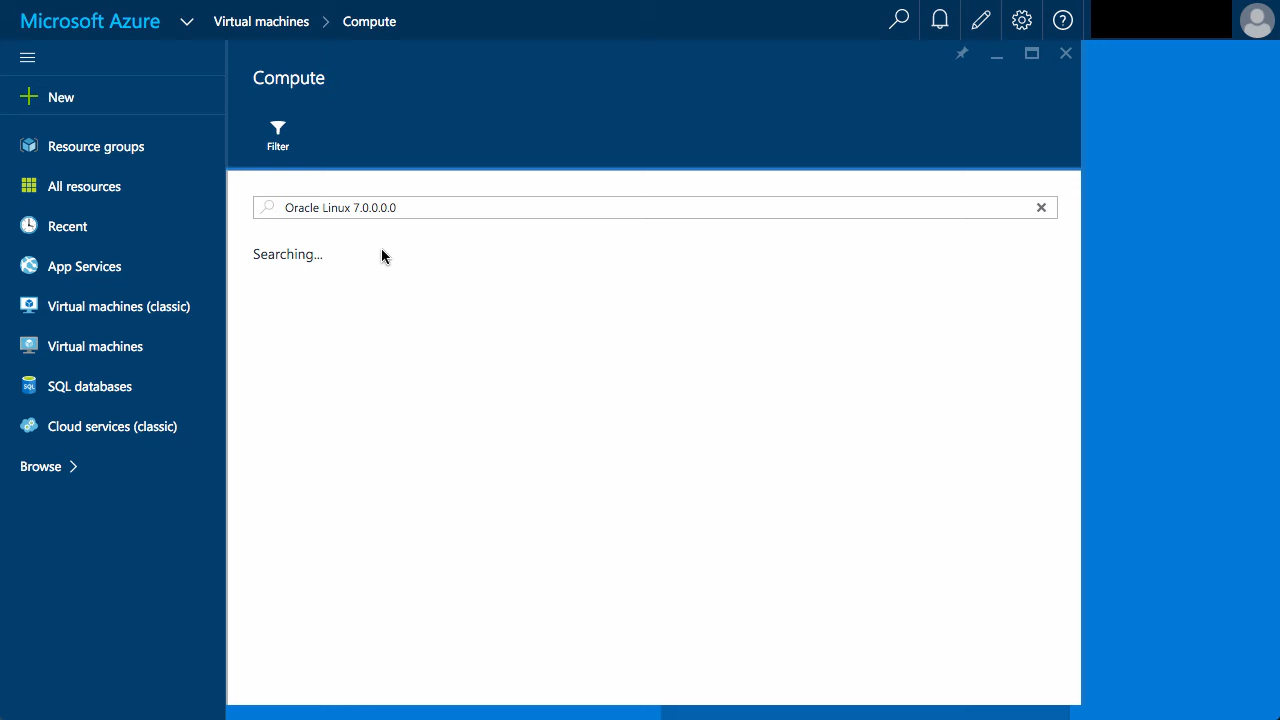 Microsoft Azure
Virtual machines > Compute
New
Resource groups
All resources
Recent
App Services
Virtual machines (classic)
Virtual machines
SQL
SQL databases
Cloud services (classic)
Browse
Compute
Filter
Oracle Linux 7.0.0.0.0
Searching...